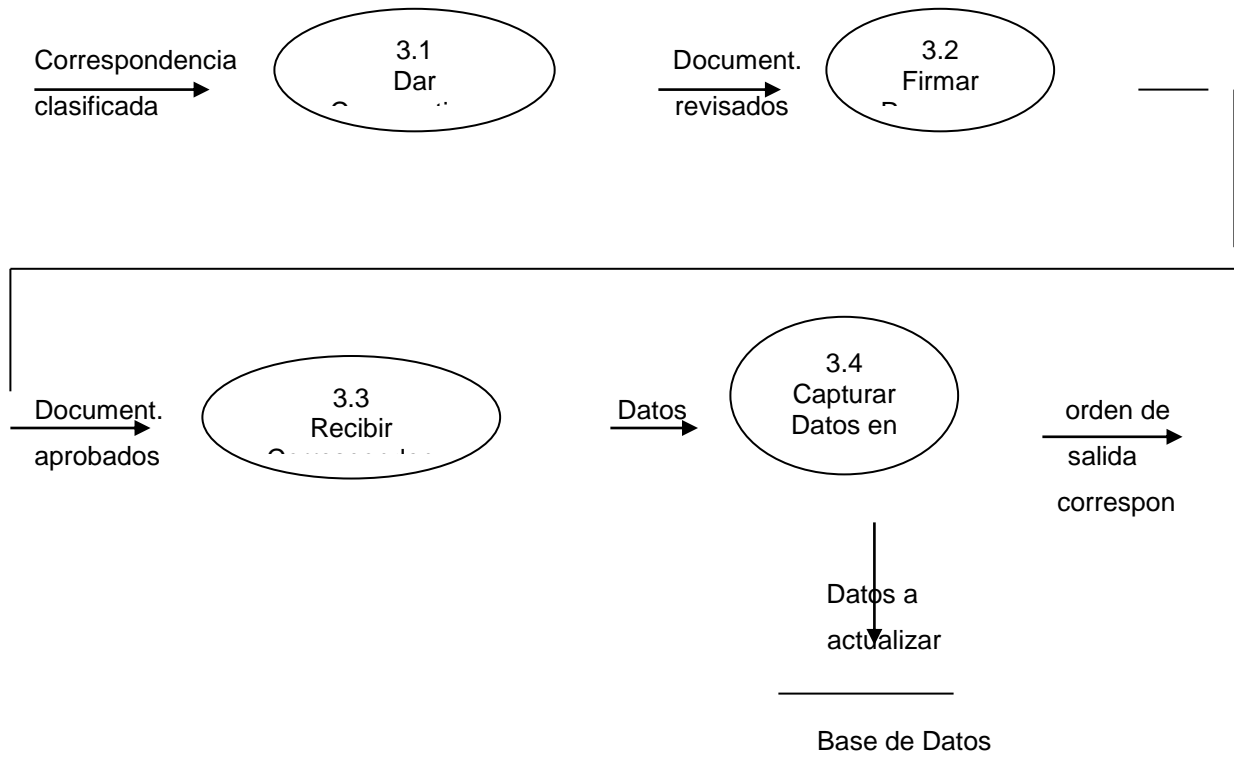 Correspondencia
clasificada
3.1
Dar
Document.
revisados
3.2
Firmar
Document.
aprobados
3.3
Recibir
Datos
3.4
Capturar
Datos en
orden de
salida
correspon
Datos a
actualizar
Base de Datos